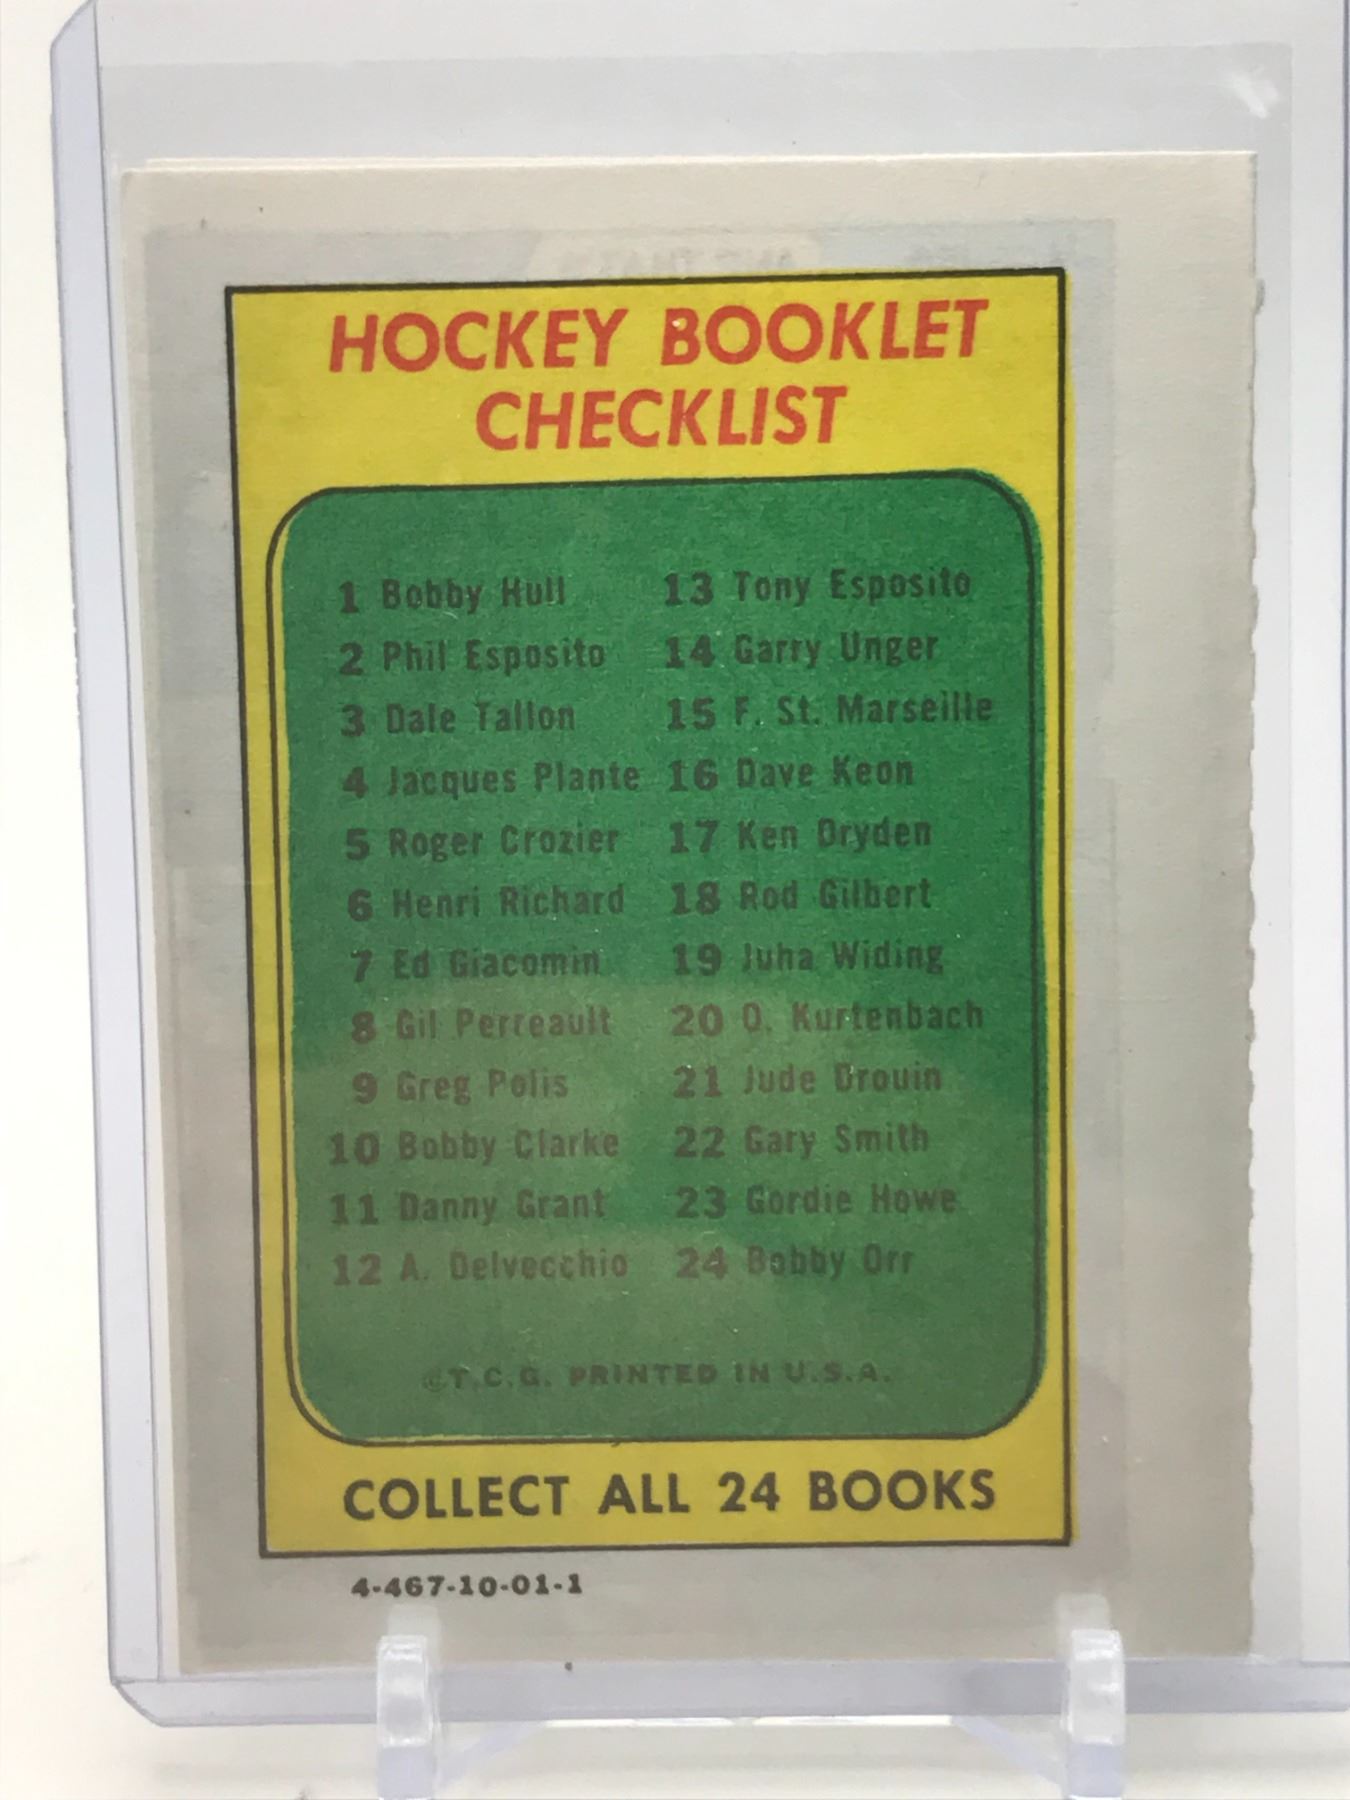 HOCKEY BOOKLET
CHECKLIST
1 Bobby Hull
2 Phil Esposito
3 Dale Tallon
4 Jacques Plante
5 Roger Crozier
6 Henri Richard
7 Ed Giacomin
8 Gil Perreault
9 Greg Polis
10 Bobby Clarke
11 Danny Grant
12 A. Delvecchio
13 Tony Esposito
14 Garry Unger
15 F. St. Marseille
16 Dave Keon
17 Ken Dryden
18 Rod Gilbert
19 Juha Widing
20 O. Kurtenbach
21 Jude Drouin
22 Gary Smith
23 Gordie Howe
24 Bobby Orr
©T.C.G. PRINTED IN U.S.A.
COLLECT ALL 24 BOOKS
4-467-10-01-1